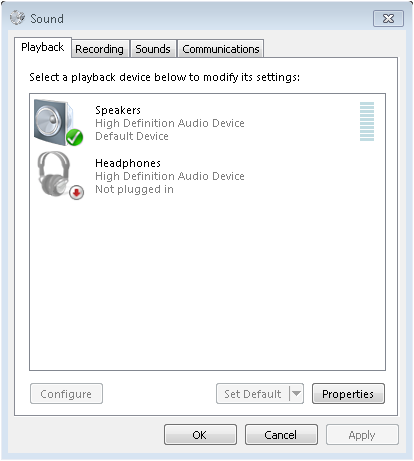 Sound
Playback Recording Sounds Communications
Select a playback device below to modify its settings:
Speakers
High Definition Audio Device
Default Device
Headphones
High Definition Audio Device
Not plugged in
Configure Set Default Properties
OK Cancel Apply